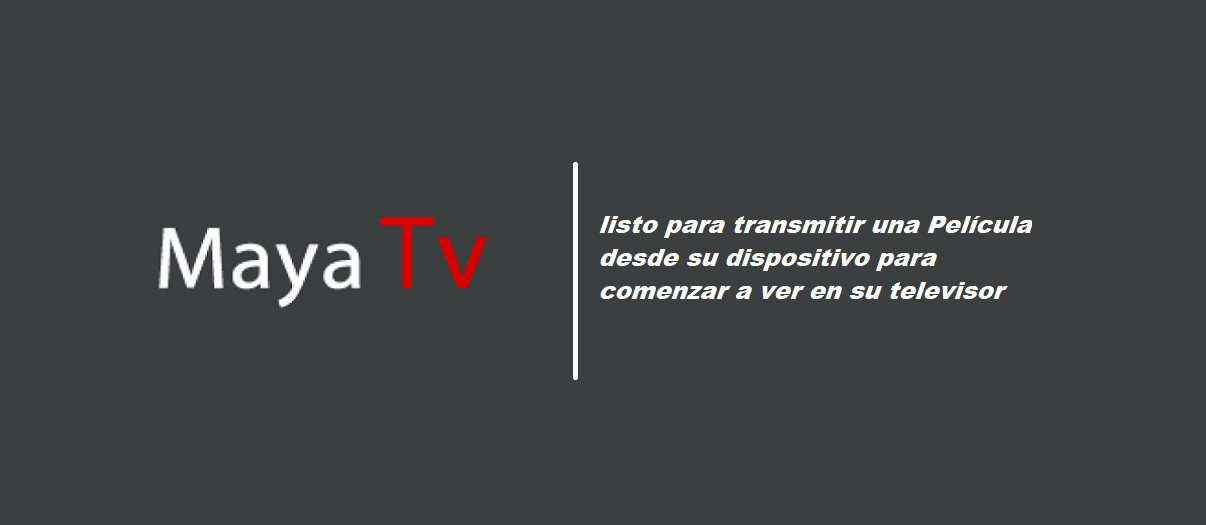 Maya Tv
listo para transmitir una Película
desde su dispositivo para
comenzar a ver en su televisor